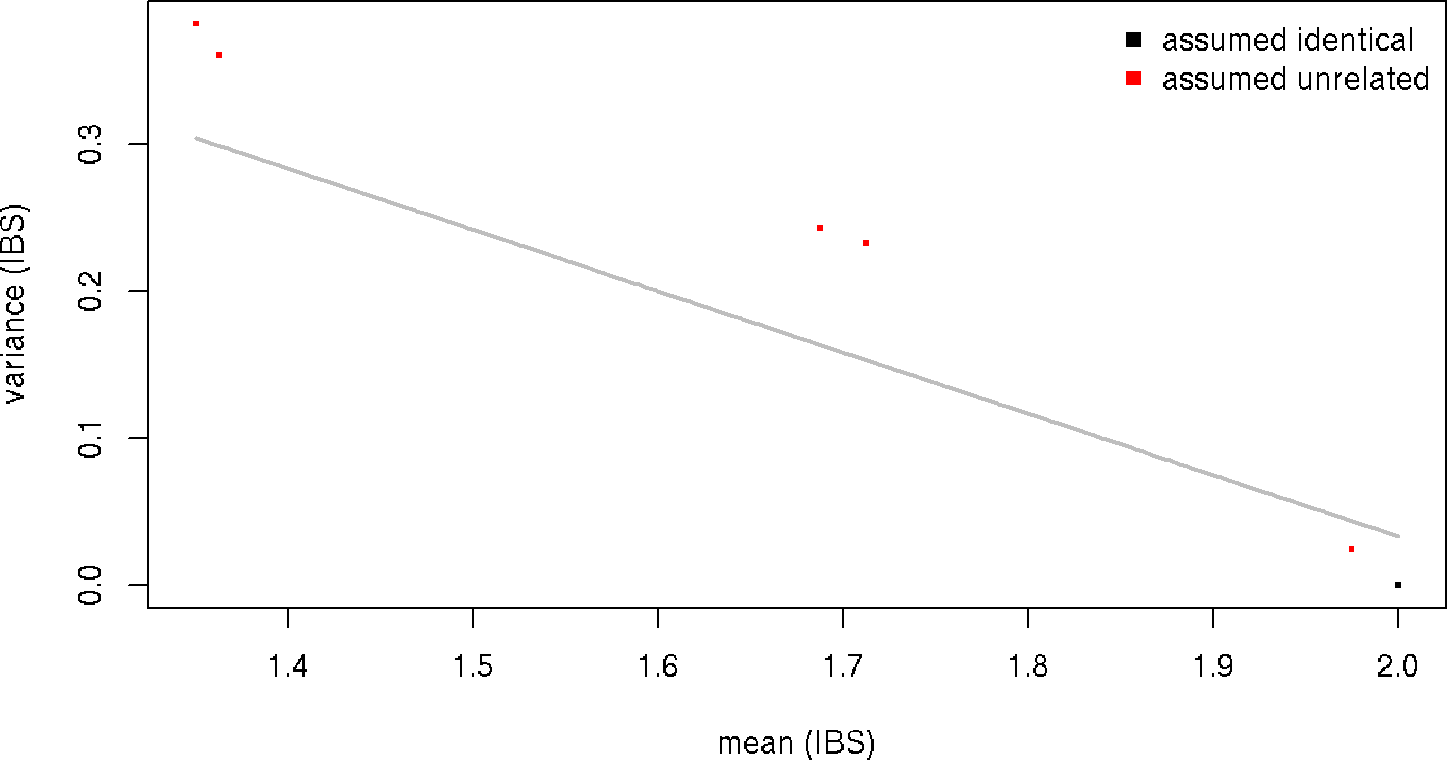 assumed identical
assumed unrelated
variance (IBS)
0.3
0.2
0.1
0.0
1.4 1.5 1.6 1.7 1.8 1.9 2.0
mean (IBS)